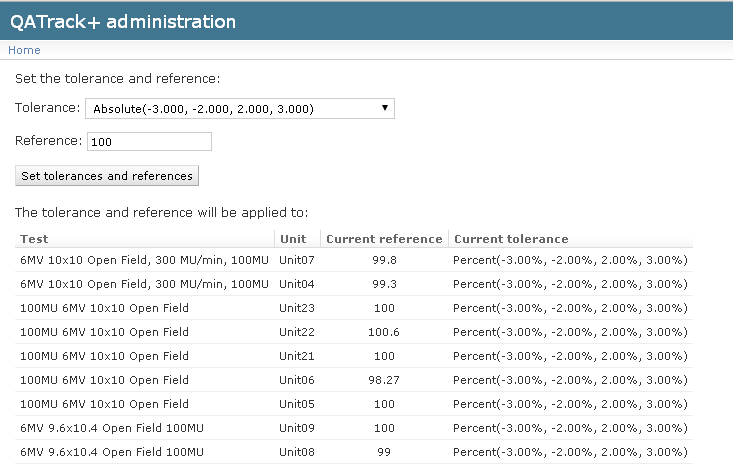 QATrack+ administration
Home
Set the tolerance and reference:
Tolerance: Absolute(-3.000, -2.000, 2.000, 3.000)
Reference: 100
Set tolerances and references
The tolerance and reference will be applied to:
Test Unit Current reference Current tolerance
6MV 10x10 Open Field, 300 MU/min, 100MU Unit07 99.8 Percent(-3.00%, -2.00%, 2.00%, 3.00%)
6MV 10x10 Open Field, 300 MU/min, 100MU Unit04 99.3 Percent(-3.00%, -2.00%, 2.00%, 3.00%)
100MU 6MV 10x10 Open Field Unit23 100 Percent(-3.00%, -2.00%, 2.00%, 3.00%)
100MU 6MV 10x10 Open Field Unit22 100.6 Percent(-3.00%, -2.00%, 2.00%, 3.00%)
100MU 6MV 10x10 Open Field Unit21 100 Percent(-3.00%, -2.00%, 2.00%, 3.00%)
100MU 6MV 10x10 Open Field Unit06 98.27 Percent(-3.00%, -2.00%, 2.00%, 3.00%)
100MU 6MV 10x10 Open Field Unit05 100 Percent(-3.00%, -2.00%, 2.00%, 3.00%)
6MV 9.6x10.4 Open Field 100MU Unit09 100 Percent(-3.00%, -2.00%, 2.00%, 3.00%)
6MV 9.6x10.4 Open Field 100MU Unit08 99 Percent(-3.00%, -2.00%, 2.00%, 3.00%)